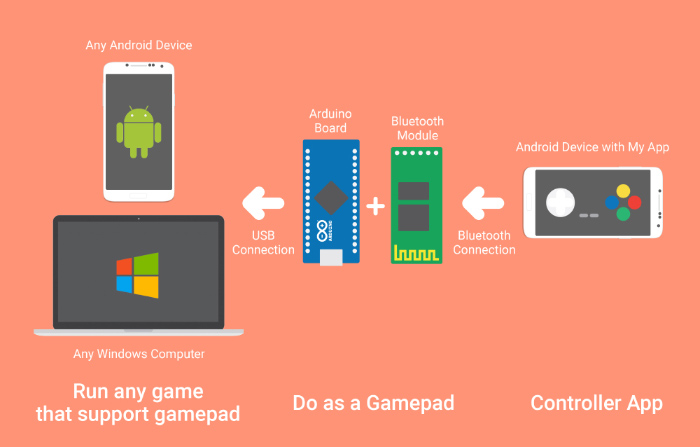 Any Android Device
Arduino
Board
Bluetooth
Module
Android Device with My App
USB
Connection
Bluetooth
Connection
ARDUINO
Any Windows Computer
Run any game
that support gamepad
Do as a Gamepad
Controller App